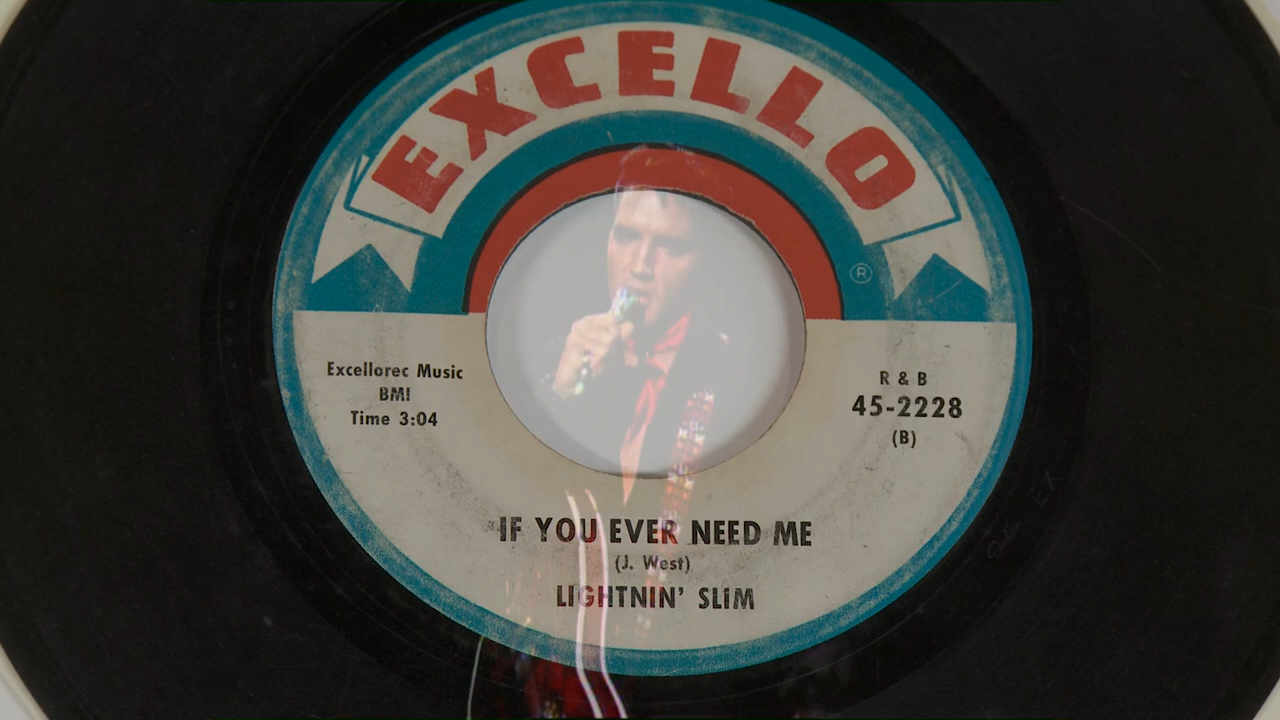 EXCELLO
®
Excellorec Music
BMI
Time 3:04
R & B
45-2228
(B)
IF YOU EVER NEED ME
(J. West)
LIGHTNIN' SLIM